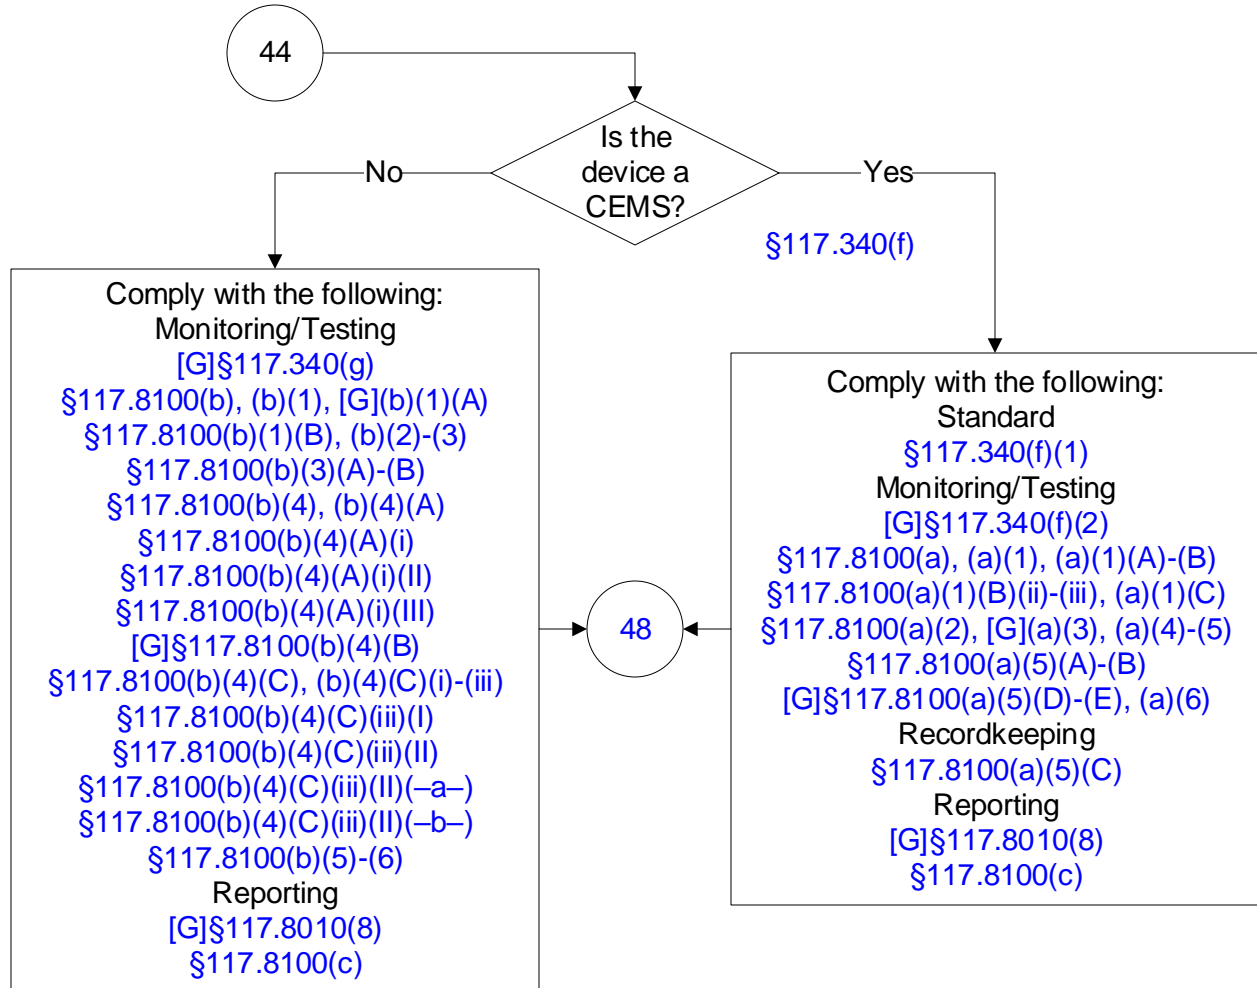 44
Is the
device a
CEMS?
No
Yes
§117.340(f)
Comply with the following:
Monitoring/Testing
[G]§117.340(g)
§117.8100(b), (b)(1), [G](b)(1)(A)
§117.8100(b)(1)(B), (b)(2)-(3)
§117.8100(b)(3)(A)-(B)
§117.8100(b)(4), (b)(4)(A)
§117.8100(b)(4)(A)(i)
§117.8100(b)(4)(A)(i)(II)
§117.8100(b)(4)(A)(i)(III)
[G]§117.8100(b)(4)(B)
§117.8100(b)(4)(C), (b)(4)(C)(i)-(iii)
§117.8100(b)(4)(C)(iii)(I)
§117.8100(b)(4)(C)(iii)(II)
§117.8100(b)(4)(C)(iii)(II)(–a–)
§117.8100(b)(4)(C)(iii)(II)(–b–)
§117.8100(b)(5)-(6)
Reporting
[G]§117.8010(8)
§117.8100(c)
48
Comply with the following:
Standard
§117.340(f)(1)
Monitoring/Testing
[G]§117.340(f)(2)
§117.8100(a), (a)(1), (a)(1)(A)-(B)
§117.8100(a)(1)(B)(ii)-(iii), (a)(1)(C)
§117.8100(a)(2), [G](a)(3), (a)(4)-(5)
§117.8100(a)(5)(A)-(B)
[G]§117.8100(a)(5)(D)-(E), (a)(6)
Recordkeeping
§117.8100(a)(5)(C)
Reporting
[G]§117.8010(8)
§117.8100(c)